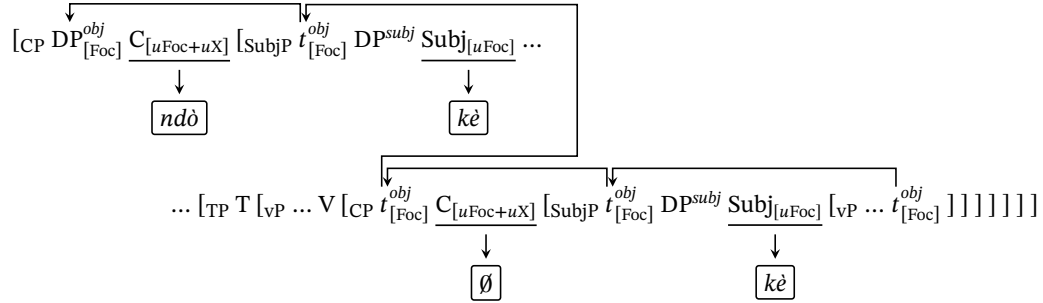 [CP DP^obj_[Foc] C_[uFoc+uX] [SubjP t^obj_[Foc] DP^subj Subj_[uFoc] ...
ndò kè
... [TP T [vP ... V [CP t^obj_[Foc] C_[uFoc+uX] [SubjP t^obj_[Foc] DP^subj Subj_[uFoc] [vP ... t^obj_[Foc] ] ] ] ] ] ] ]
Ø kè